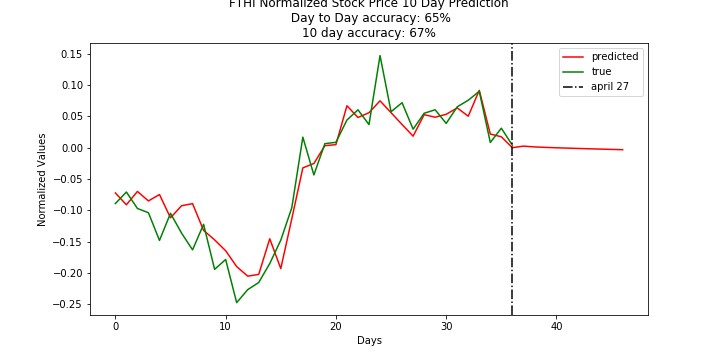 FTHI Normalized Stock Price 10 Day Prediction
Day to Day accuracy: 65%
10 day accuracy: 67%
predicted
true
april 27
Normalized Values
0.15
0.10
0.05
0.00
−0.05
−0.10
−0.15
−0.20
−0.25
0
10
20
30
40
Days